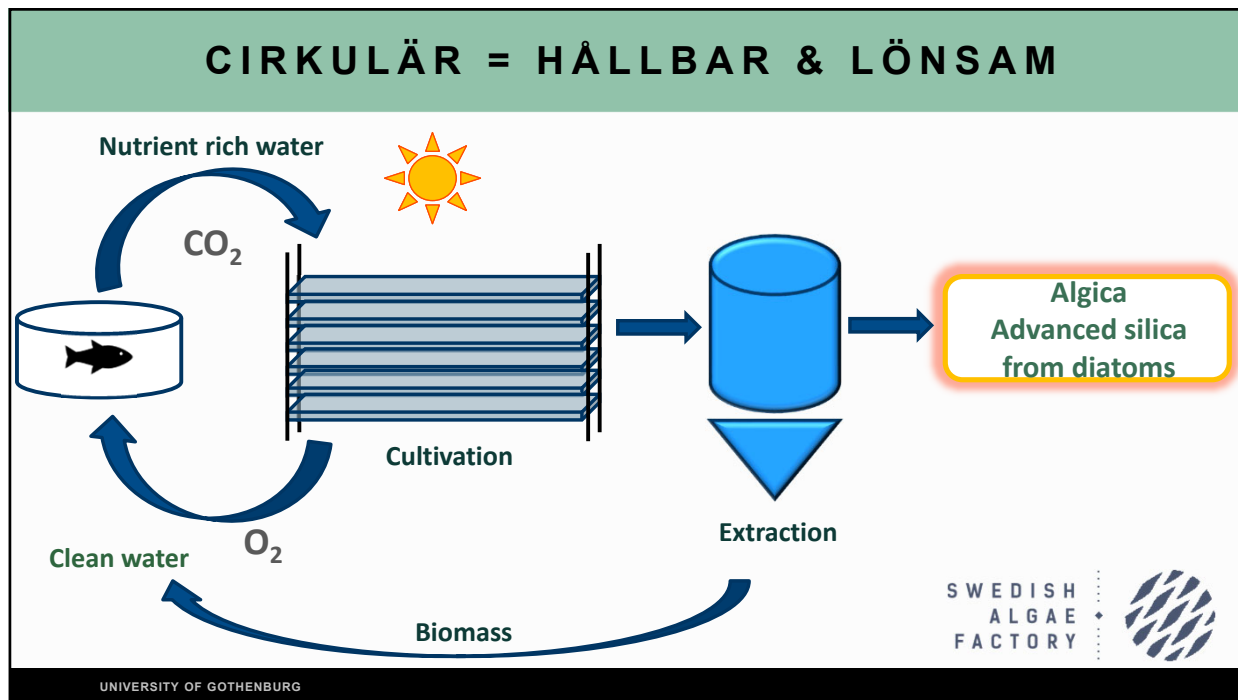 CIRKULÄR = HÅLLBAR & LÖNSAM
Nutrient rich water
CO₂
Algica
Advanced silica
from diatoms
Cultivation
O₂
Clean water
Extraction
Biomass
SWEDISH
ALGAE
FACTORY
UNIVERSITY OF GOTHENBURG